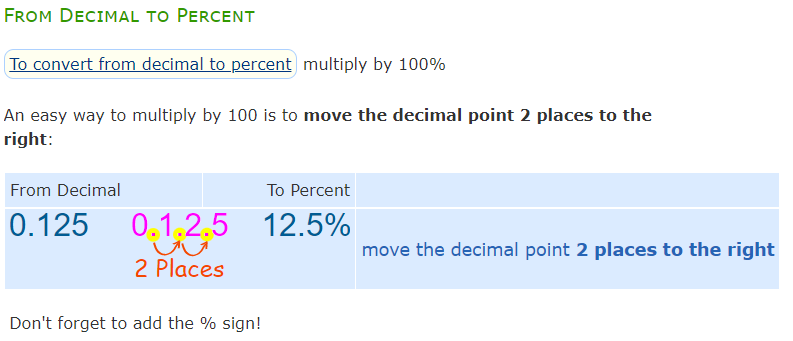 From Decimal to Percent
To convert from decimal to percent multiply by 100%
An easy way to multiply by 100 is to move the decimal point 2 places to the
right:
From Decimal To Percent
0.125 0.1.2.5 12.5%
move the decimal point 2 places to the right
2 Places
Don't forget to add the % sign!